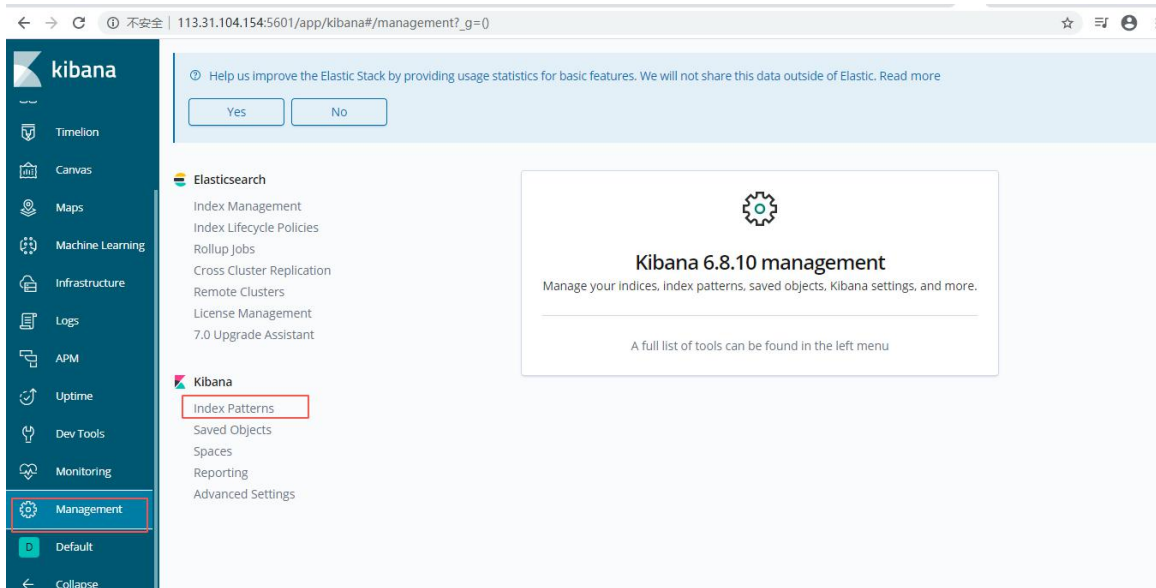 不安全 | 113.31.104.154:5601/app/kibana#/management?_g=()
kibana
Timelion
Canvas
Maps
Machine Learning
Infrastructure
Logs
APM
Uptime
Dev Tools
Monitoring
Management
D Default
Collapse
Help us improve the Elastic Stack by providing usage statistics for basic features. We will not share this data outside of Elastic. Read more
Yes No
Elasticsearch
Index Management
Index Lifecycle Policies
Rollup Jobs
Cross Cluster Replication
Remote Clusters
License Management
7.0 Upgrade Assistant
Kibana
Index Patterns
Saved Objects
Spaces
Reporting
Advanced Settings
Kibana 6.8.10 management
Manage your indices, index patterns, saved objects, Kibana settings, and more.
A full list of tools can be found in the left menu